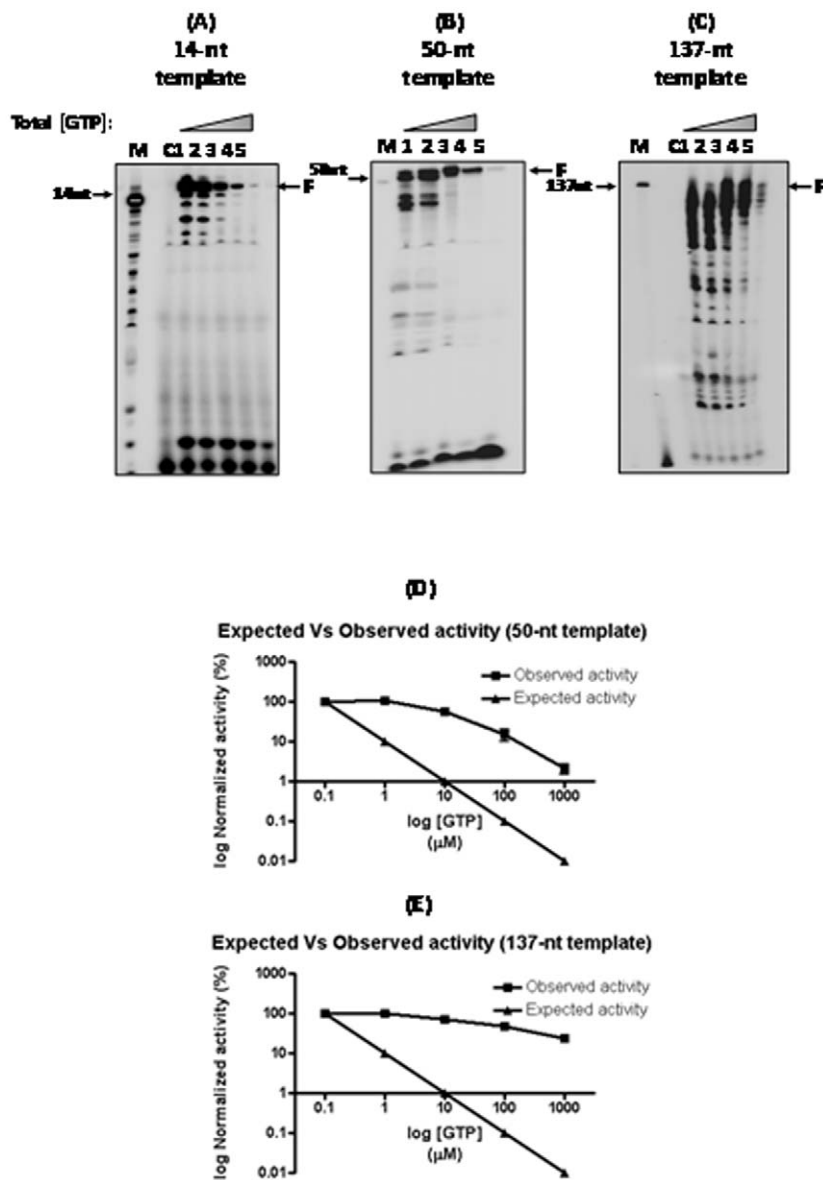 (A) (B) (C)
14-nt 50-nt 137-nt
template template template
Total [GTP]:
M C1 2 3 4 5 M 1 2 3 4 5 M C1 2 3 4 5
14nt F 50nt F 137nt F
(D)
Expected Vs Observed activity (50-nt template)
log Normalized activity (%)
1000
100
10
1
0.1
0.01
Observed activity
Expected activity
0.1 1 10 100 1000
log [GTP]
(µM)
(E)
Expected Vs Observed activity (137-nt template)
log Normalized activity (%)
1000
100
10
1
0.1
0.01
Observed activity
Expected activity
0.1 1 10 100 1000
log [GTP]
(µM)